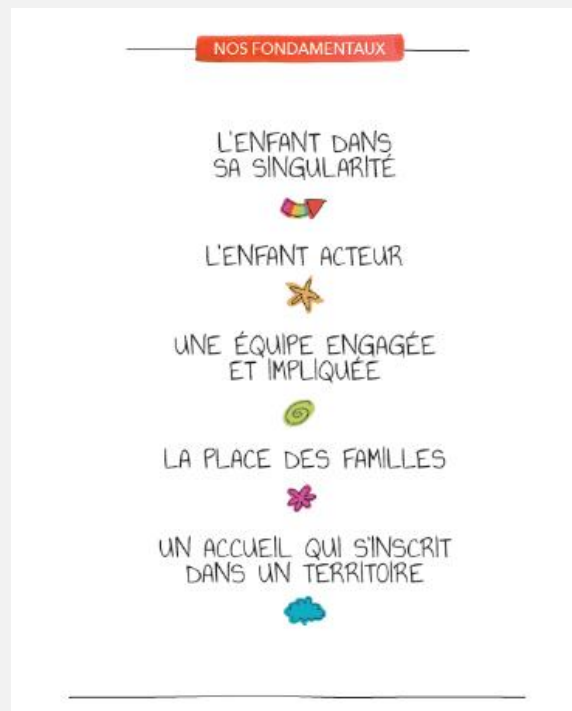 NOS FONDAMENTAUX
L'ENFANT DANS
SA SINGULARITÉ
L'ENFANT ACTEUR
UNE ÉQUIPE ENGAGÉE
ET IMPLIQUÉE
LA PLACE DES FAMILLES
UN ACCUEIL QUI S'INSCRIT
DANS UN TERRITOIRE